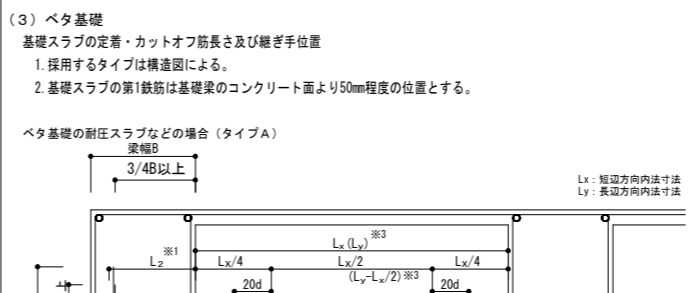 (3)ベタ基礎
基礎スラブの定着・カットオフ筋長さ及び継ぎ手位置
1.採用するタイプは構造図による。
2.基礎スラブの第1鉄筋は基礎梁のコンクリート面より50mm程度の位置とする。
ベタ基礎の耐圧スラブなどの場合(タイプA)
梁幅B
3/4B以上
Lx:短辺方向内法寸法
Ly:長辺方向内法寸法
Lx(Ly)※3
L2※1 Lx/4 Lx/2 Lx/4
(Ly-Lx/2)※3
20d 20d